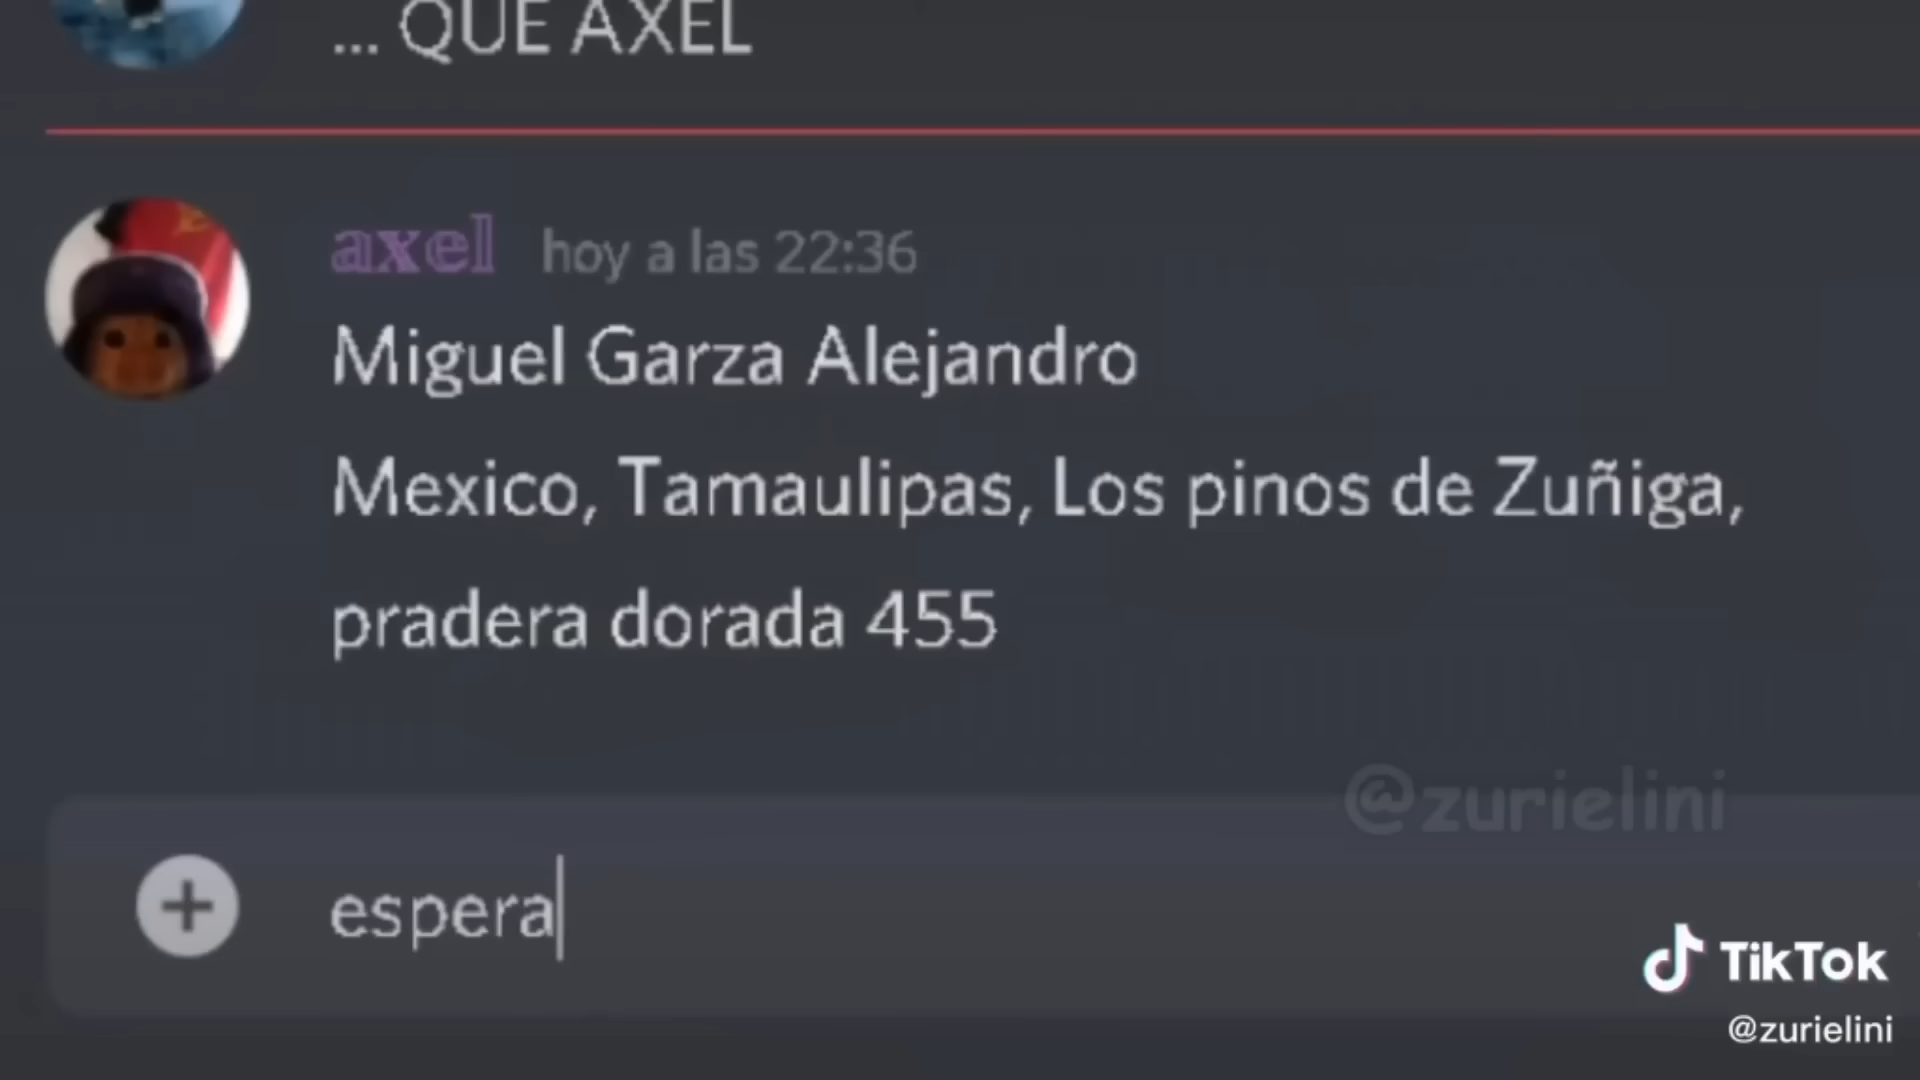 ... QUE AXEL
axel hoy a las 22:36
Miguel Garza Alejandro
Mexico, Tamaulipas, Los pinos de Zuñiga,
pradera dorada 455
@zurielini
espera
TikTok
@zurielini